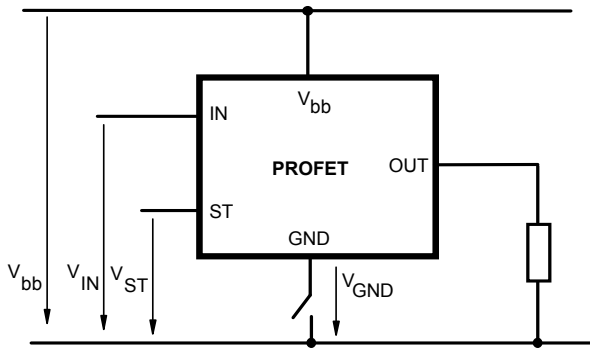 V_bb
IN
PROFET
OUT
ST
GND
V_bb
V_IN
V_ST
V_GND